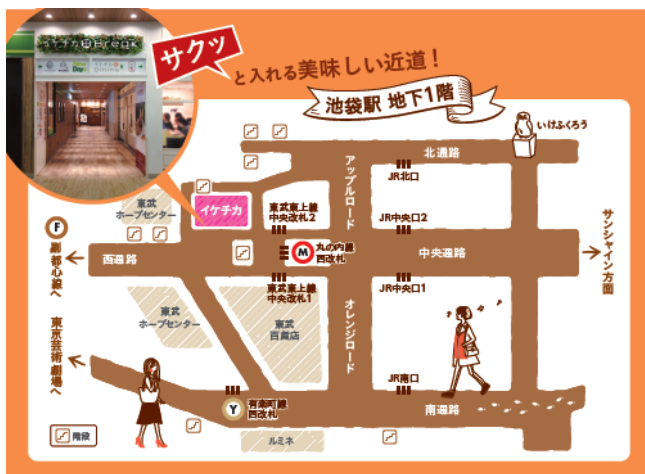 イケチカ Break
Dining
サクッ
と入れる美味しい近道！
池袋駅 地下1階
いけふくろう
北通路
アップルロード
JR北口
東武
ホープセンター
イケチカ
東武東上線
中央改札2
JR中央口2
サンシャイン方面
F
副都心線へ
西通路
M
丸の内線
西改札
中央通路
東武東上線
中央改札1
JR中央口1
東武
ホープセンター
東武
百貨店
オレンジロード
東京芸術劇場へ
JR南口
Y
有楽町線
西改札
南通路
階段
ルミネ